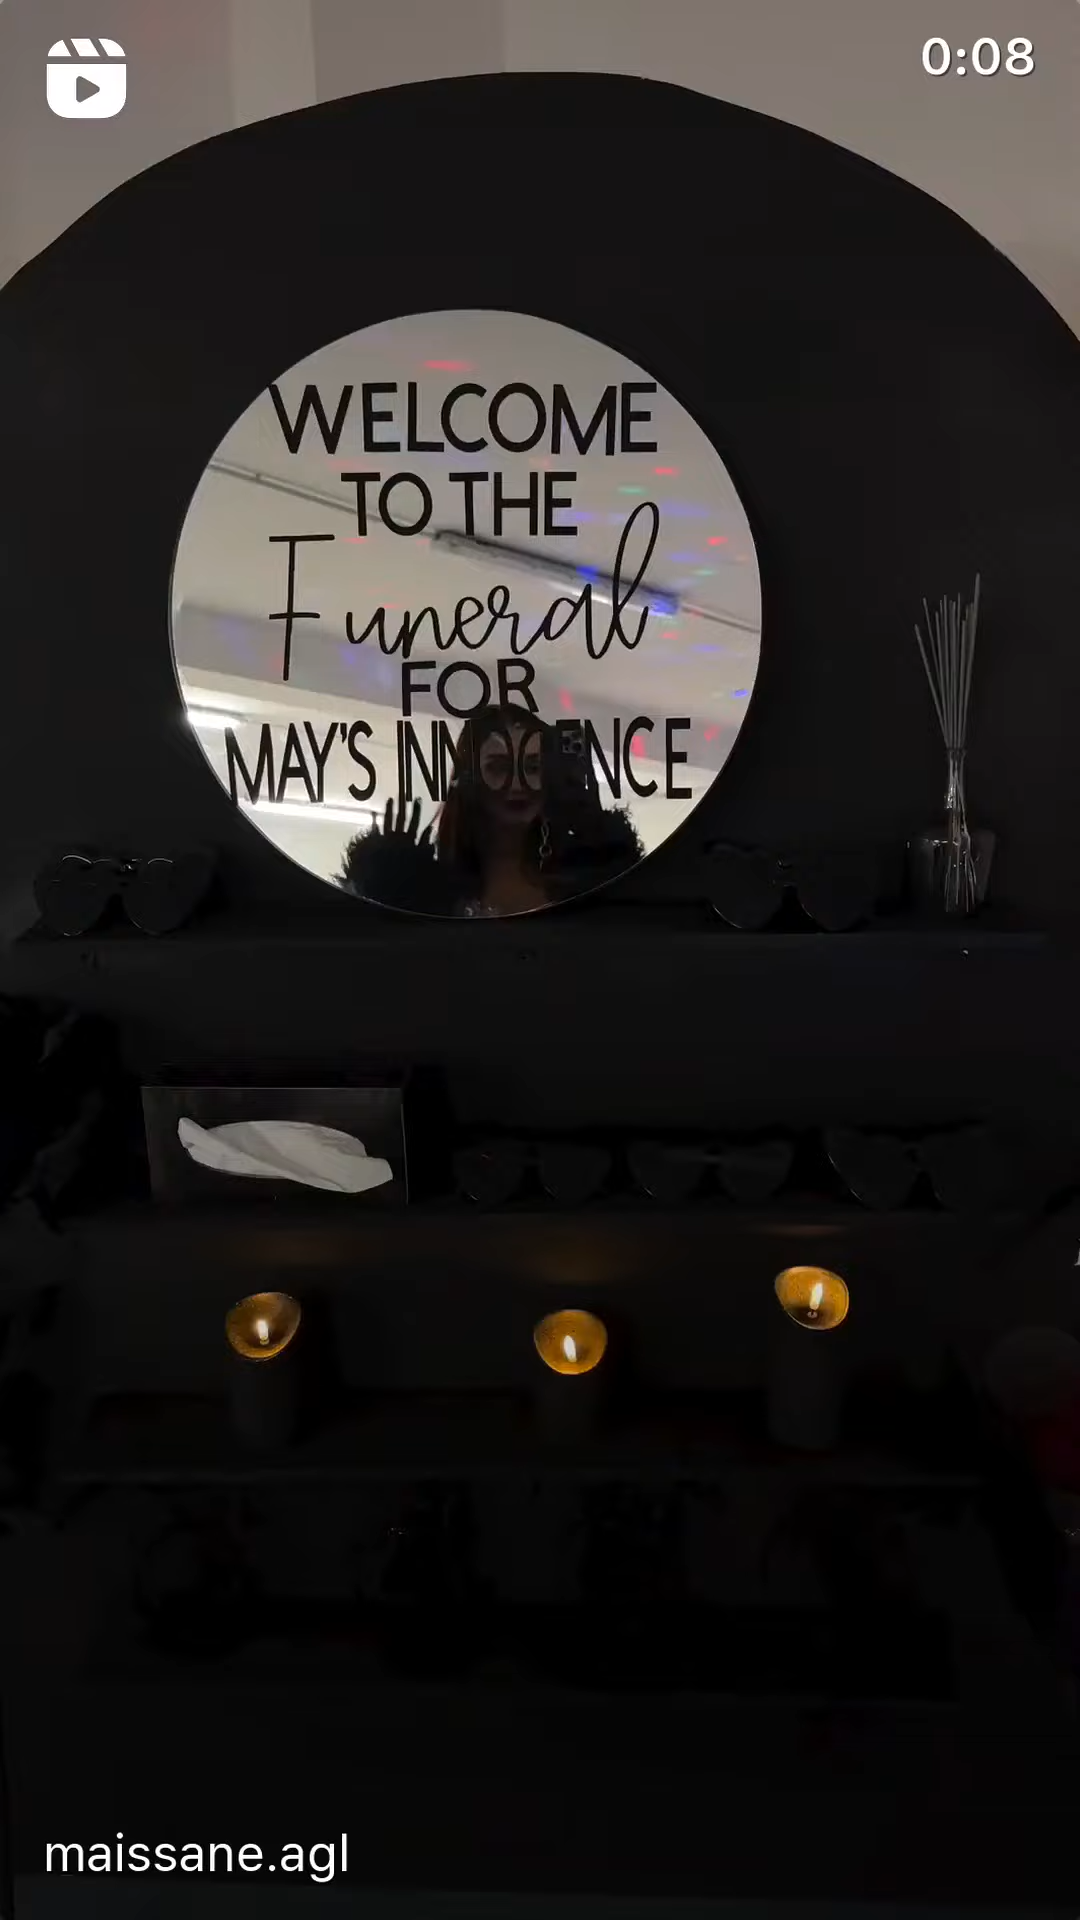 0:08
WELCOME
TO THE
Funeral
FOR
MAY'S INNOCENCE
maissane.agl